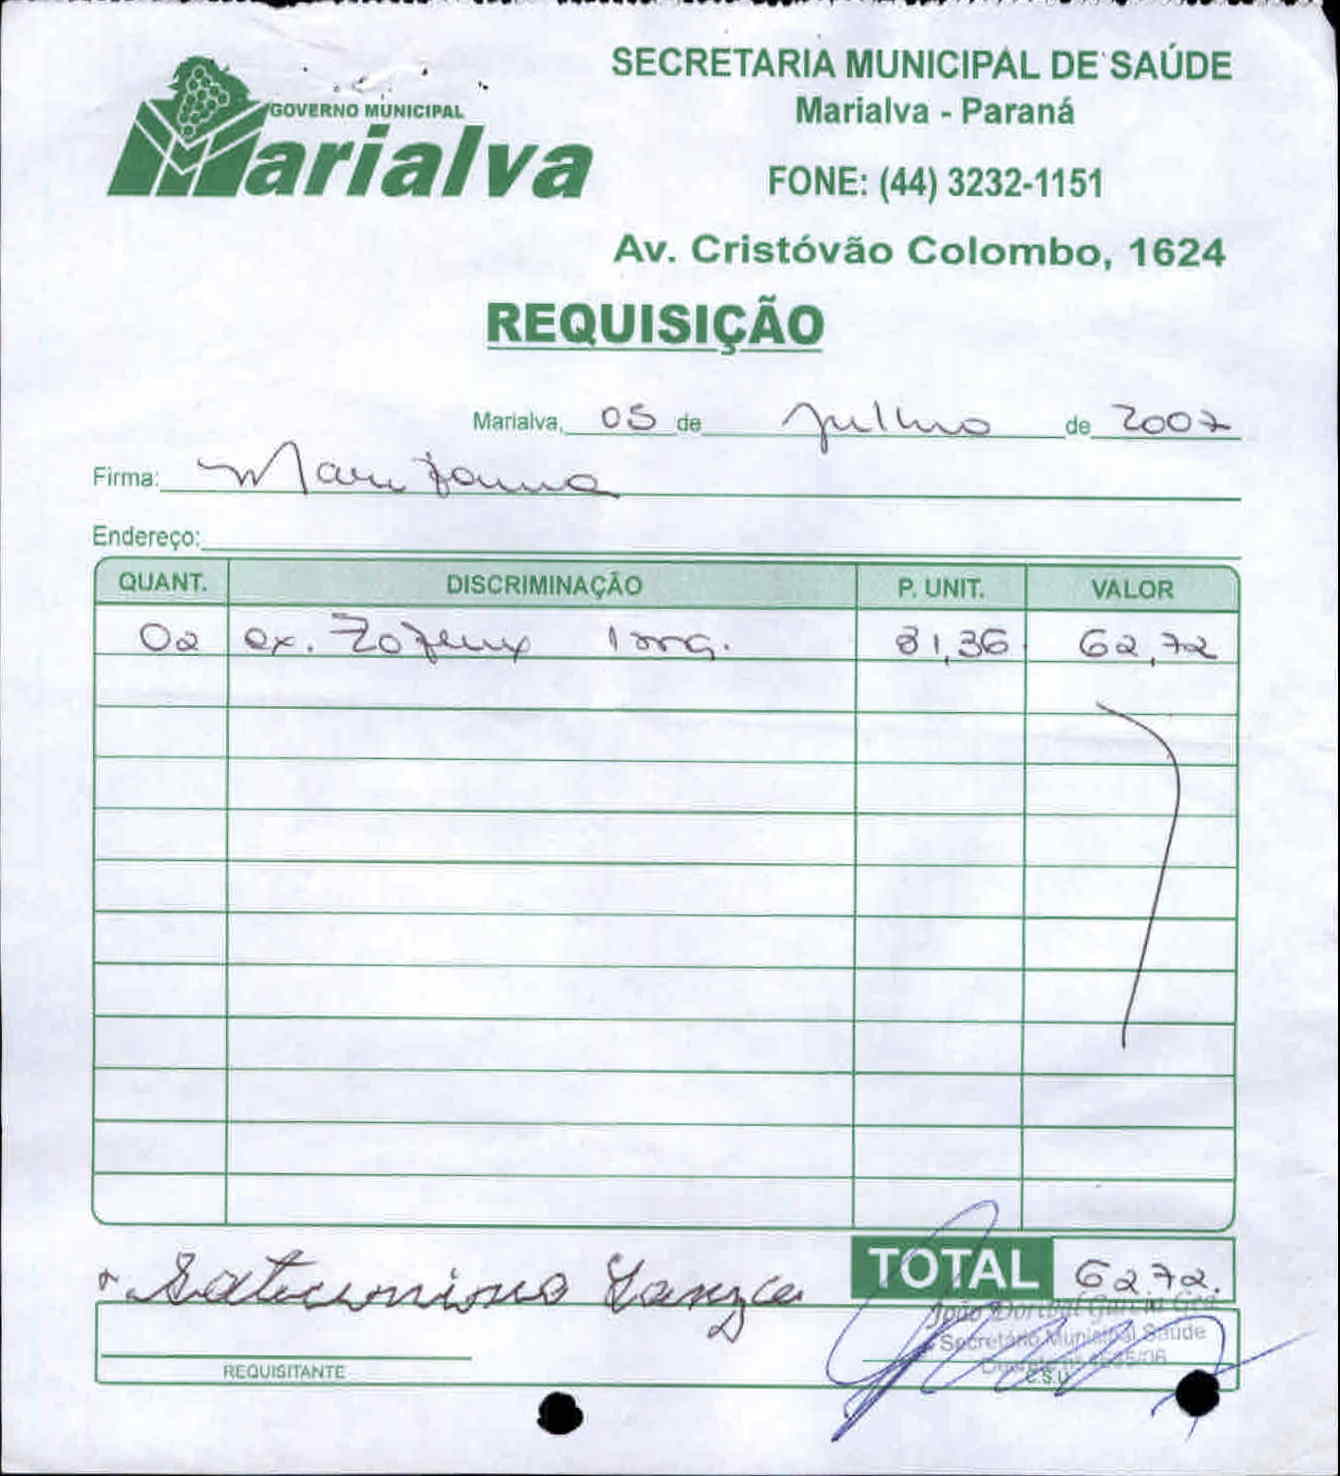 GOVERNO MUNICIPAL
Marialva
SECRETARIA MUNICIPAL DE SAÚDE
Marialva - Paraná
FONE: (44) 3232-1151
Av. Cristóvão Colombo, 1624
REQUISIÇÃO
Marialva, 05 de Julho de 2007
Firma:
Endereço:
QUANT. DISCRIMINAÇÃO P. UNIT. VALOR
02 cx. 1mg. 31,36 62,72
TOTAL 62,72.
Saturnino
Secretário Municipal Saúde
REQUISITANTE